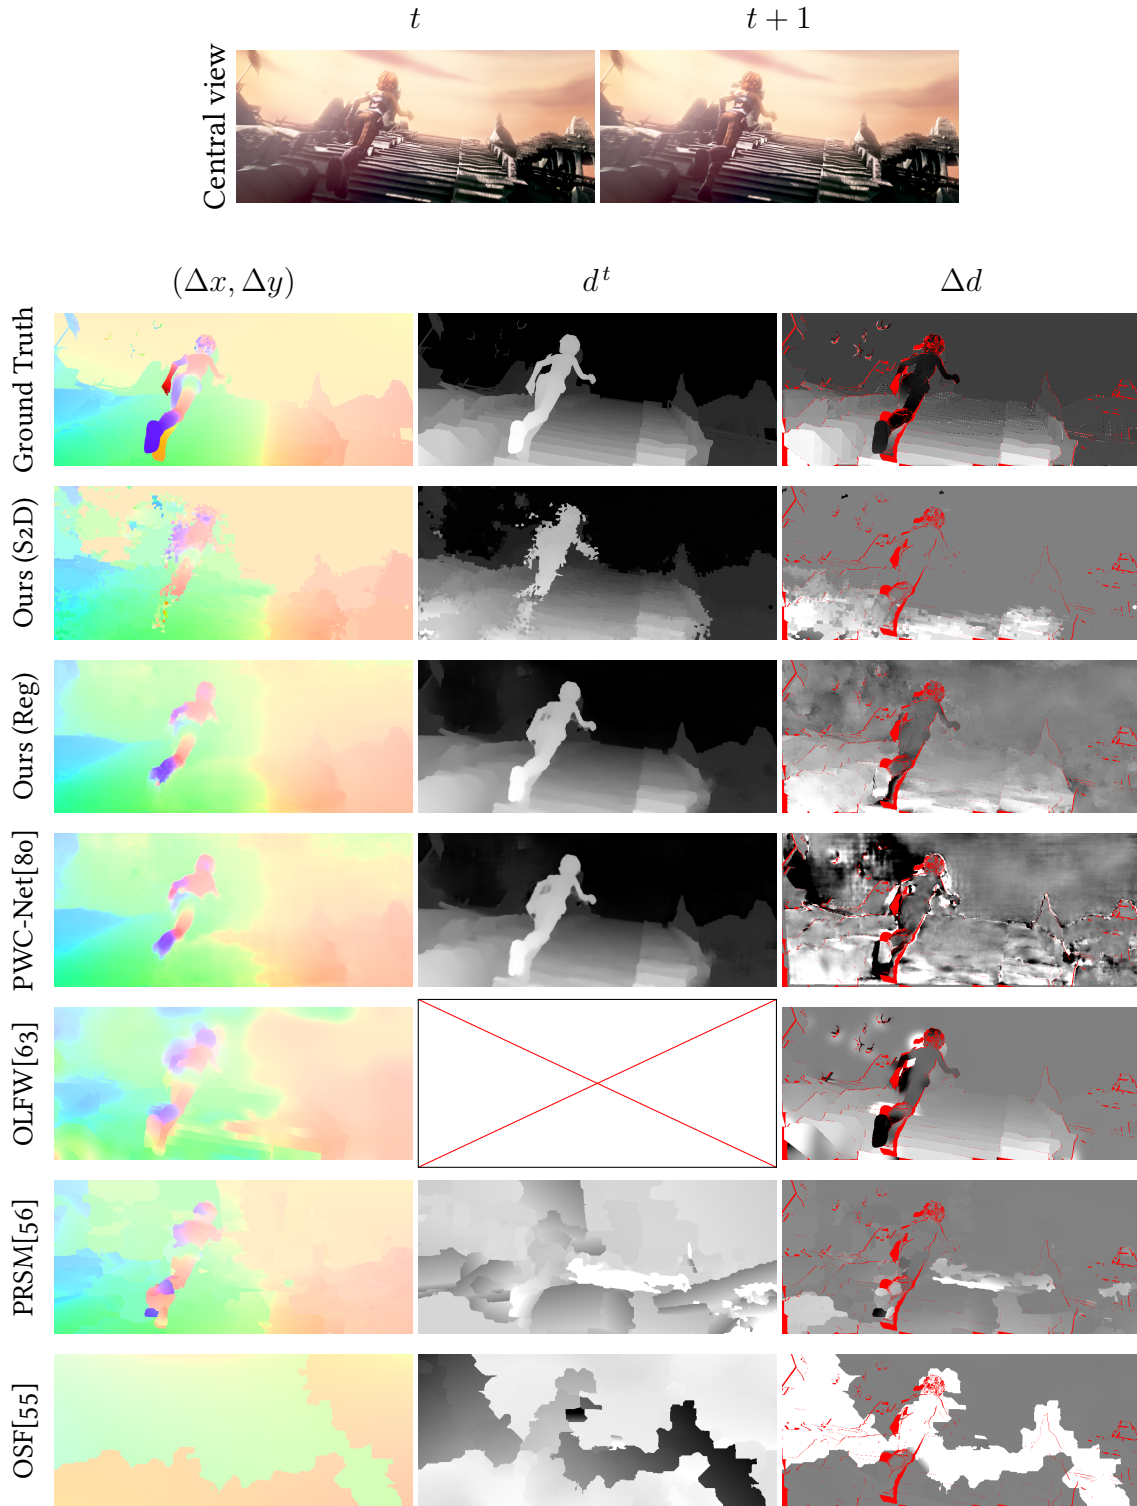 t
t + 1
Central view
(Δx, Δy)
d^t
Δd
Ground Truth
Ours (S2D)
Ours (Reg)
PWC-Net[80]
OLFW[63]
PRSM[56]
OSF[55]